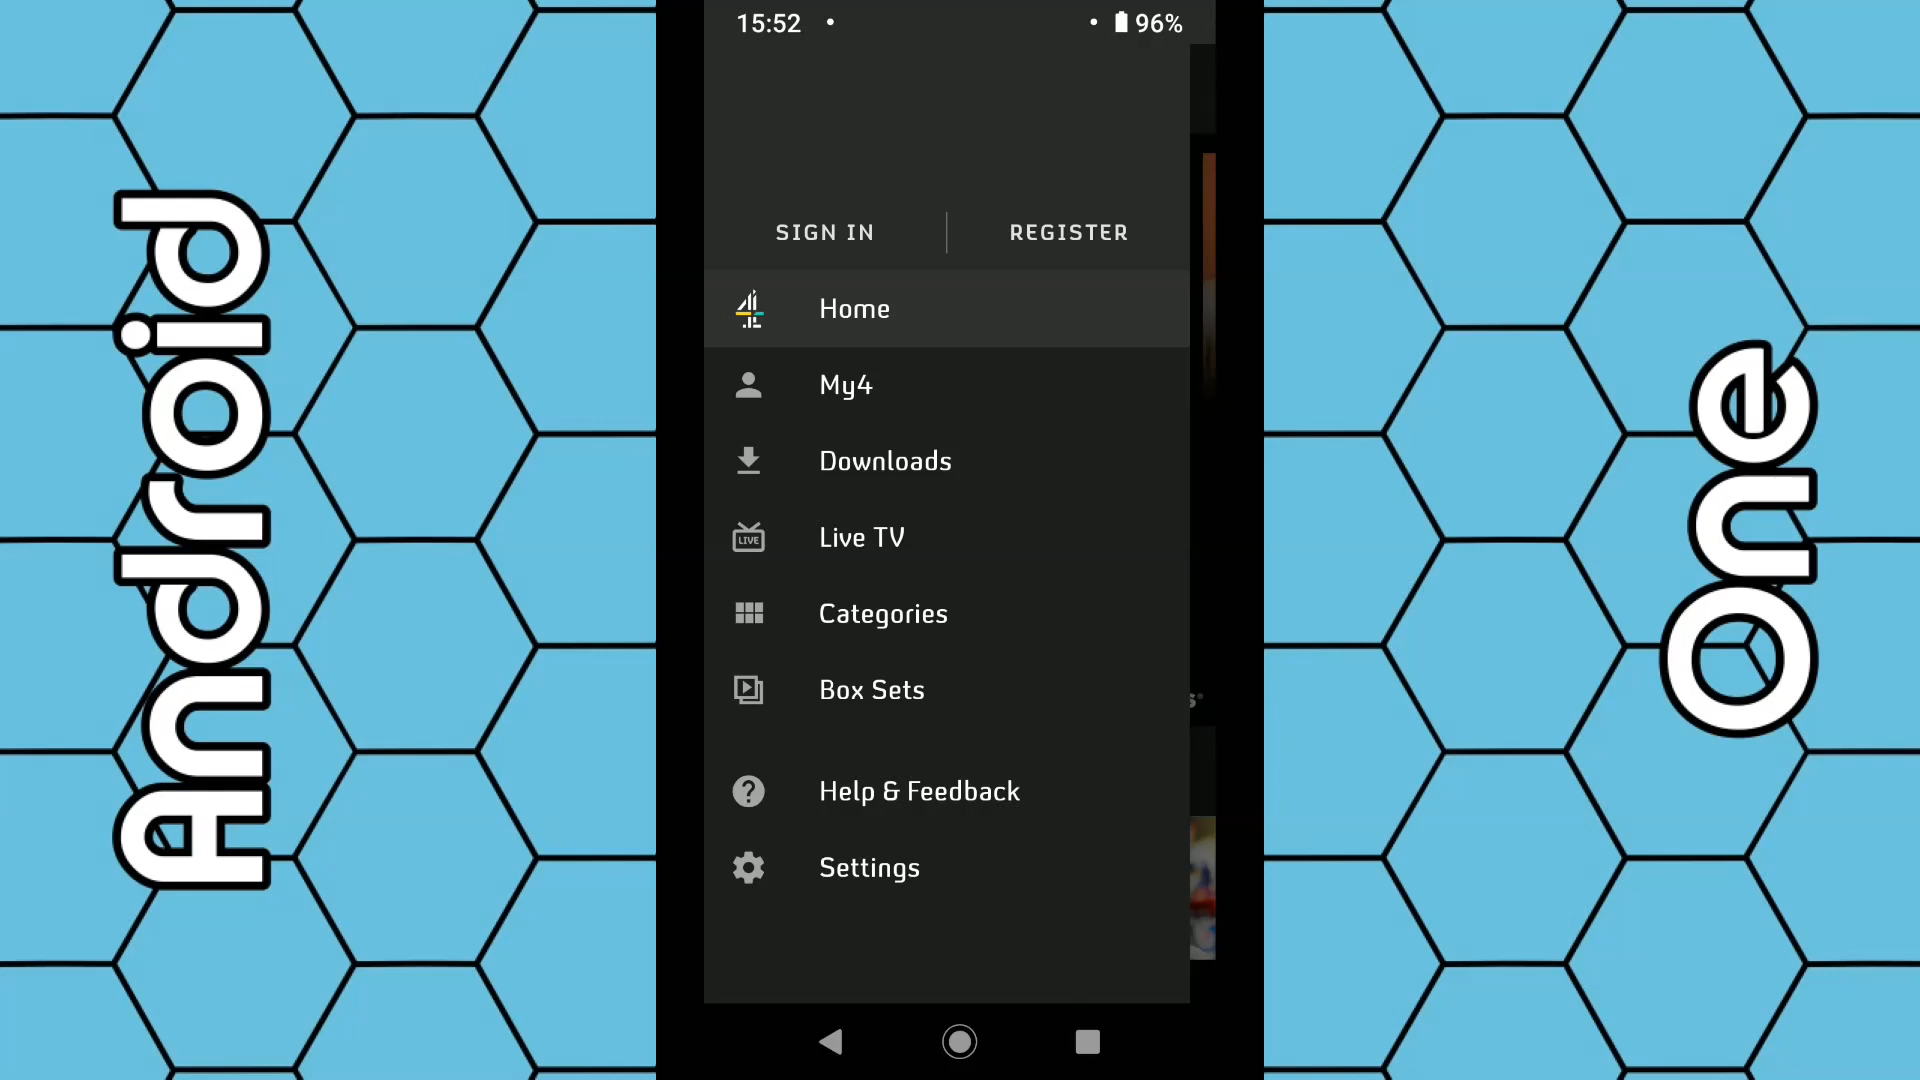 Android
15:52
96%
SIGN IN
REGISTER
Home
My4
Downloads
LIVE
Live TV
Categories
Box Sets
Help & Feedback
Settings
One